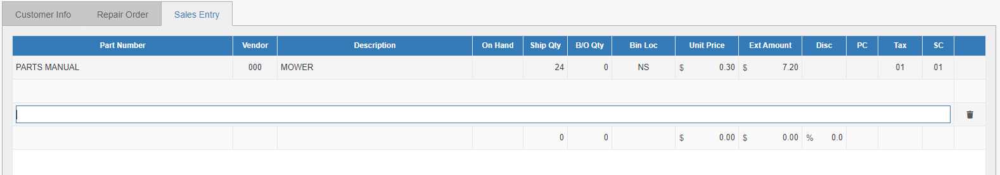 Customer Info Repair Order Sales Entry
Part Number Vendor Description On Hand Ship Qty B/O Qty Bin Loc Unit Price Ext Amount Disc PC Tax SC
PARTS MANUAL 000 MOWER 24 0 NS $ 0.30 $ 7.20 01 01
0 0 $ 0.00 $ 0.00 % 0.0